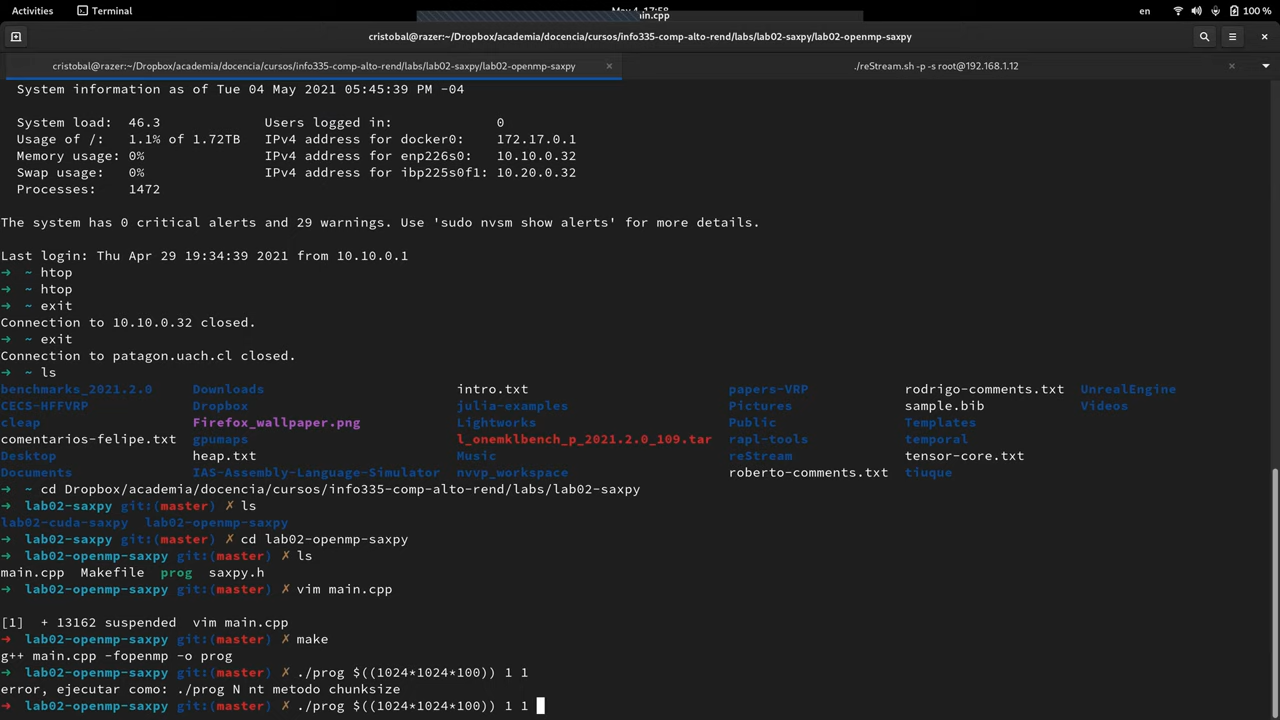 Activities Terminal May 4 17:58 en 100 %
main.cpp
cristobal@razer:~/Dropbox/academia/docencia/cursos/info335-comp-alto-rend/labs/lab02-saxpy/lab02-openmp-saxpy
cristobal@razer:~/Dropbox/academia/docencia/cursos/info335-comp-alto-rend/labs/lab02-saxpy/lab02-openmp-saxpy × ./reStream.sh -p -s root@192.168.1.12 ×
System information as of Tue 04 May 2021 05:45:39 PM -04
System load: 46.3 Users logged in: 0
Usage of /: 1.1% of 1.72TB IPv4 address for docker0: 172.17.0.1
Memory usage: 0% IPv4 address for enp226s0: 10.10.0.32
Swap usage: 0% IPv4 address for ibp225s0f1: 10.20.0.32
Processes: 1472
The system has 0 critical alerts and 29 warnings. Use 'sudo nvsm show alerts' for more details.
Last login: Thu Apr 29 19:34:39 2021 from 10.10.0.1
→ ~ htop
→ ~ htop
→ ~ exit
Connection to 10.10.0.32 closed.
→ ~ exit
Connection to patagon.uach.cl closed.
→ ~ ls
benchmarks_2021.2.0 Downloads intro.txt papers-VRP rodrigo-comments.txt UnrealEngine
CECS-HFFVRP Dropbox julia-examples Pictures sample.bib Videos
cleap Firefox_wallpaper.png Lightworks Public Templates
comentarios-felipe.txt gpumaps l_onemklbench_p_2021.2.0_109.tar rapl-tools temporal
Desktop heap.txt Music reStream tensor-core.txt
Documents IAS-Assembly-Language-Simulator nvvp_workspace roberto-comments.txt tiuque
→ ~ cd Dropbox/academia/docencia/cursos/info335-comp-alto-rend/labs/lab02-saxpy
→ lab02-saxpy git:(master) ✗ ls
lab02-cuda-saxpy lab02-openmp-saxpy
→ lab02-saxpy git:(master) ✗ cd lab02-openmp-saxpy
→ lab02-openmp-saxpy git:(master) ✗ ls
main.cpp Makefile prog saxpy.h
→ lab02-openmp-saxpy git:(master) ✗ vim main.cpp
[1] + 13162 suspended vim main.cpp
→ lab02-openmp-saxpy git:(master) ✗ make
g++ main.cpp -fopenmp -o prog
→ lab02-openmp-saxpy git:(master) ✗ ./prog $((1024*1024*100)) 1 1
error, ejecutar como: ./prog N nt metodo chunksize
→ lab02-openmp-saxpy git:(master) ✗ ./prog $((1024*1024*100)) 1 1